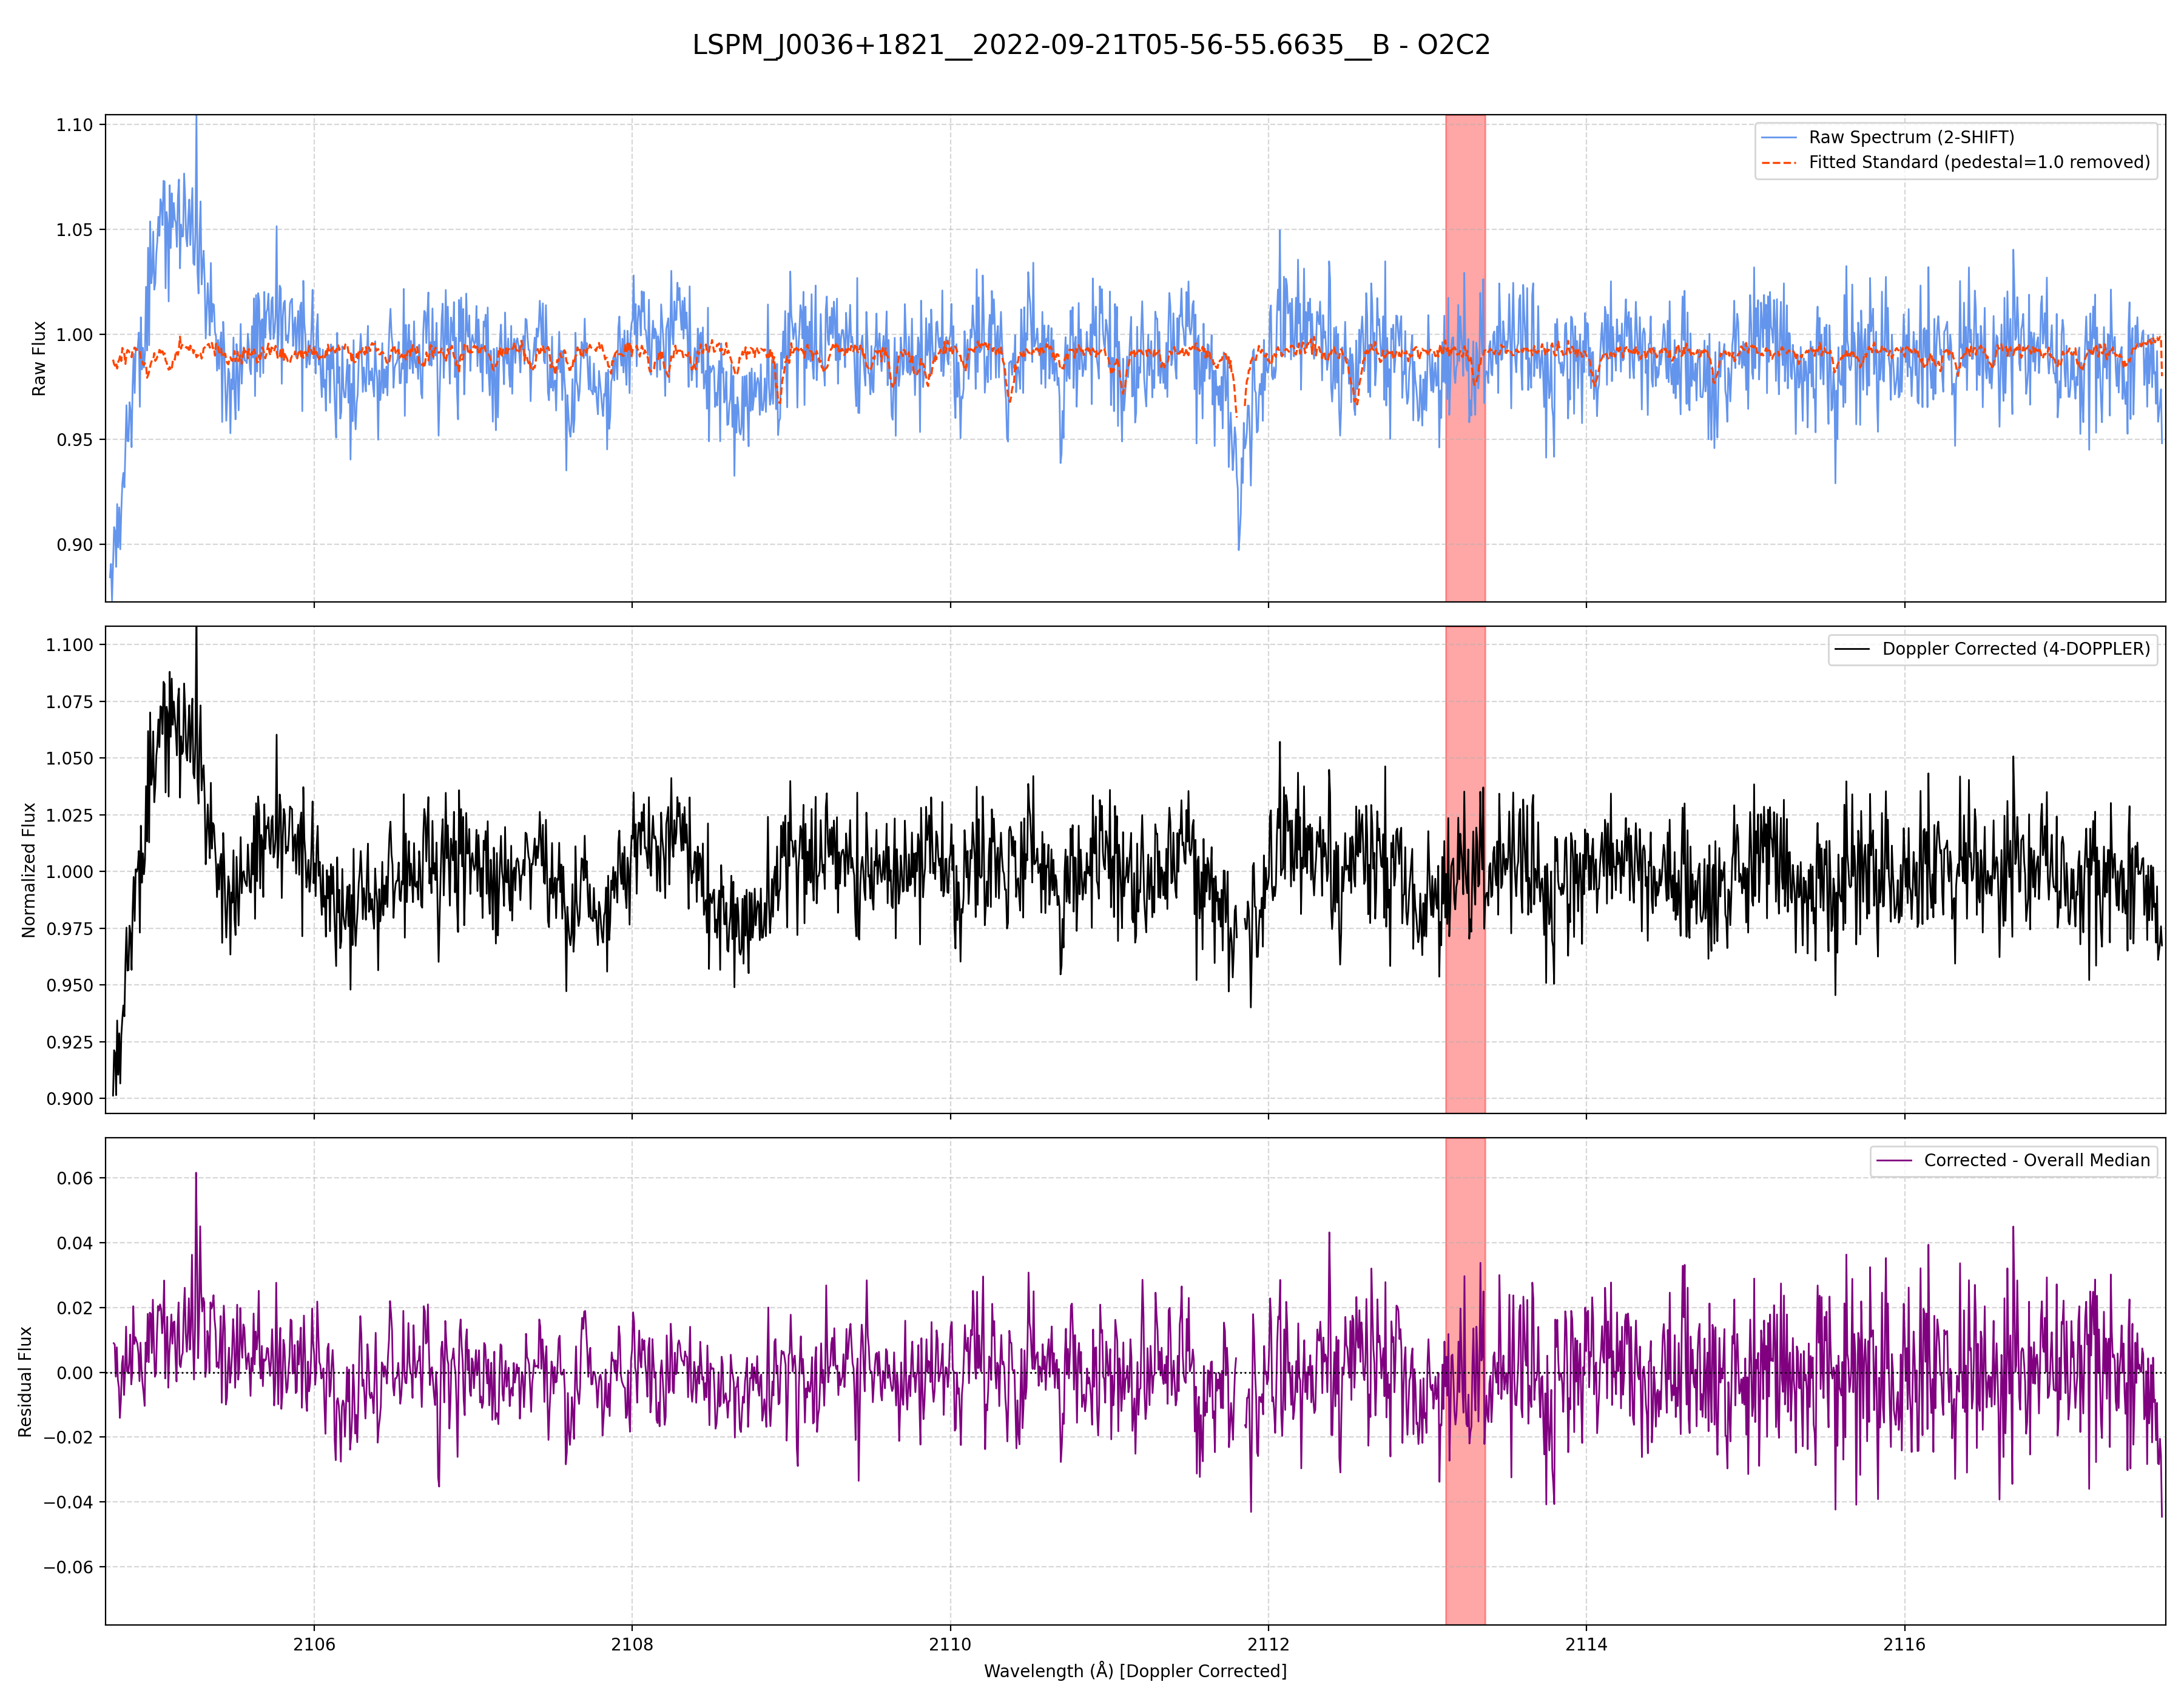 LSPM_J0036+1821__2022-09-21T05-56-55.6635__B - O2C2
Raw Flux
1.10
1.05
1.00
0.95
0.90
Raw Spectrum (2-SHIFT)
Fitted Standard (pedestal=1.0 removed)
Normalized Flux
1.100
1.075
1.050
1.025
1.000
0.975
0.950
0.925
0.900
Doppler Corrected (4-DOPPLER)
Residual Flux
0.06
0.04
0.02
0.00
−0.02
−0.04
−0.06
Corrected - Overall Median
2106 2108 2110 2112 2114 2116
Wavelength (Å) [Doppler Corrected]